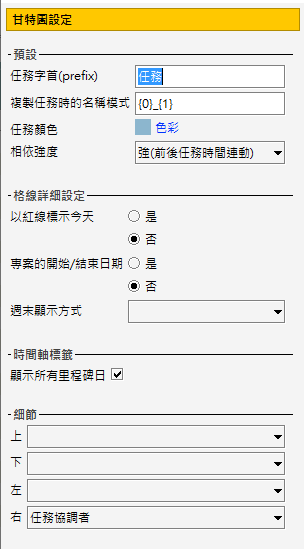 甘特圖設定
預設
任務字首(prefix) 任務
複製任務時的名稱模式 {0}_{1}
任務顏色 色彩
相依強度 強(前後任務時間連動)
格線詳細設定
以紅線標示今天 是
否
專案的開始/結束日期 是
否
週末顯示方式
時間軸標籤
顯示所有里程碑日
細節
上
下
左
右 任務協調者